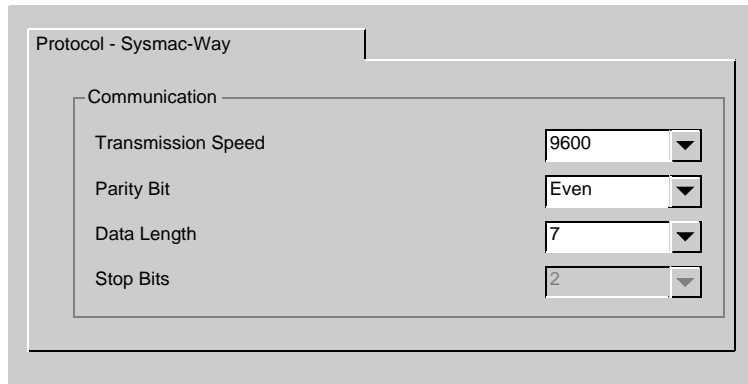 Protocol - Sysmac-Way
Communication
Transmission Speed 9600
Parity Bit Even
Data Length 7
Stop Bits 2